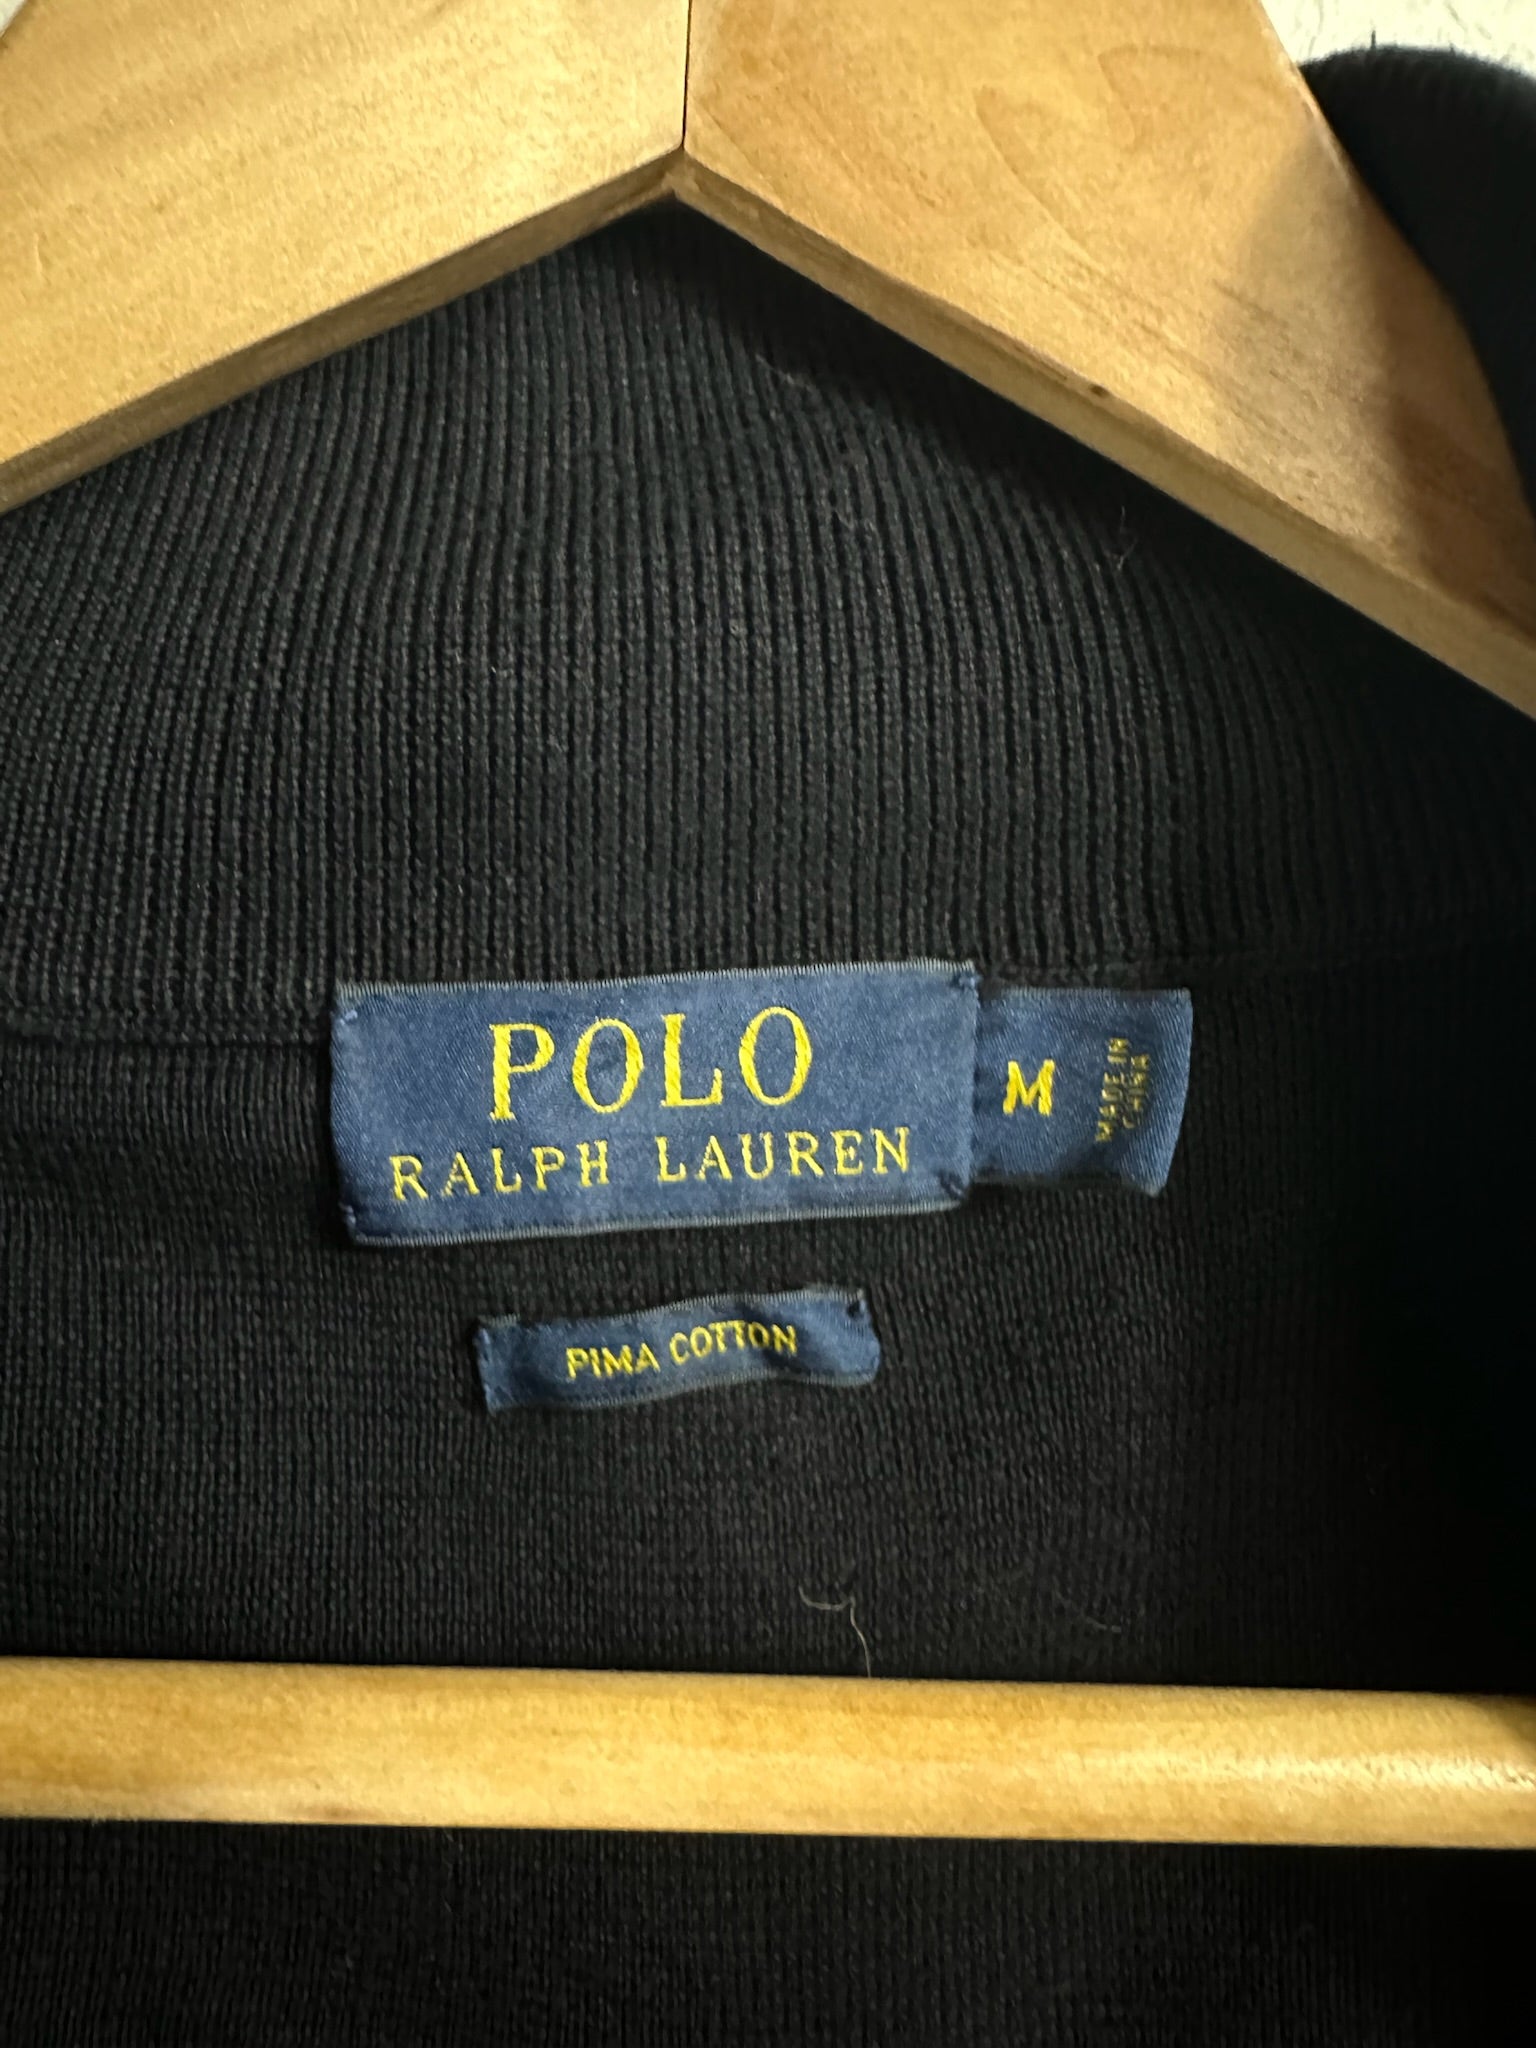 POLO
RALPH LAUREN
M
MADE IN
CHINA
PIMA COTTON